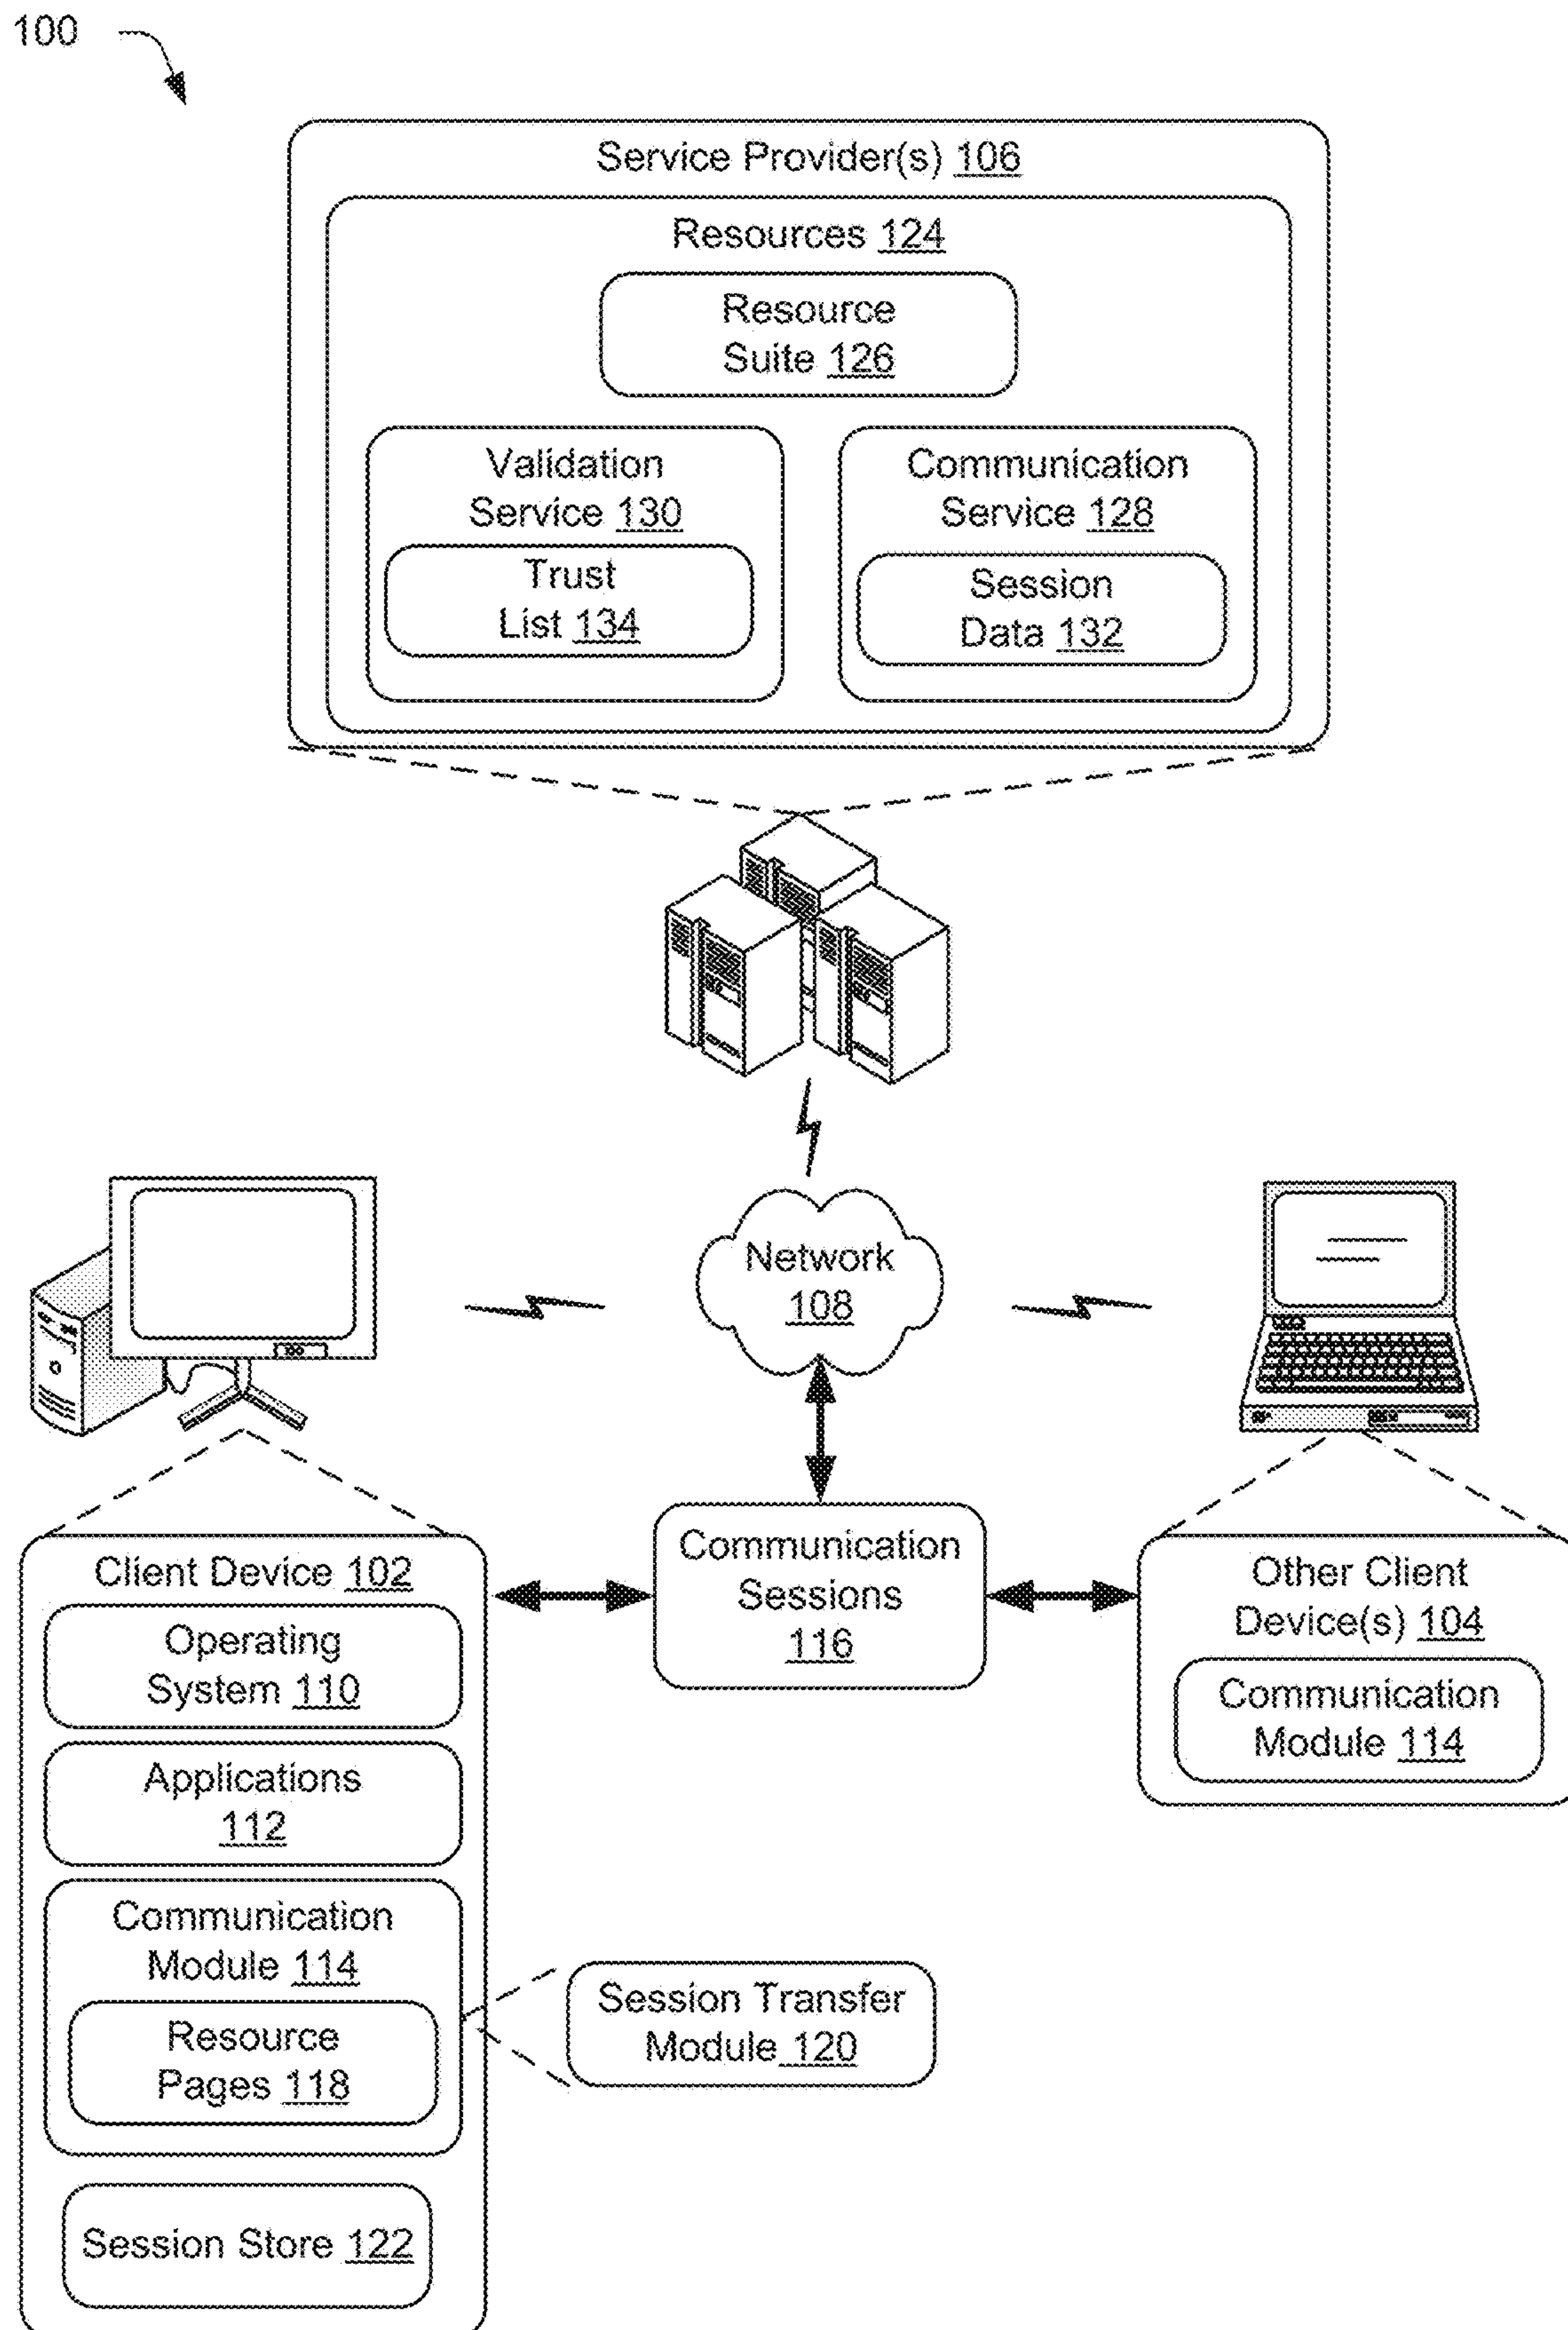 100
Service Provider(s) 106
Resources 124
Resource
Suite 126
Validation
Service 130
Trust
List 134
Communication
Service 128
Session
Data 132
Network
108
Communication
Sessions
116
Client Device 102
Operating
System 110
Applications
112
Communication
Module 114
Resource
Pages 118
Session Store 122
Session Transfer
Module 120
Other Client
Device(s) 104
Communication
Module 114